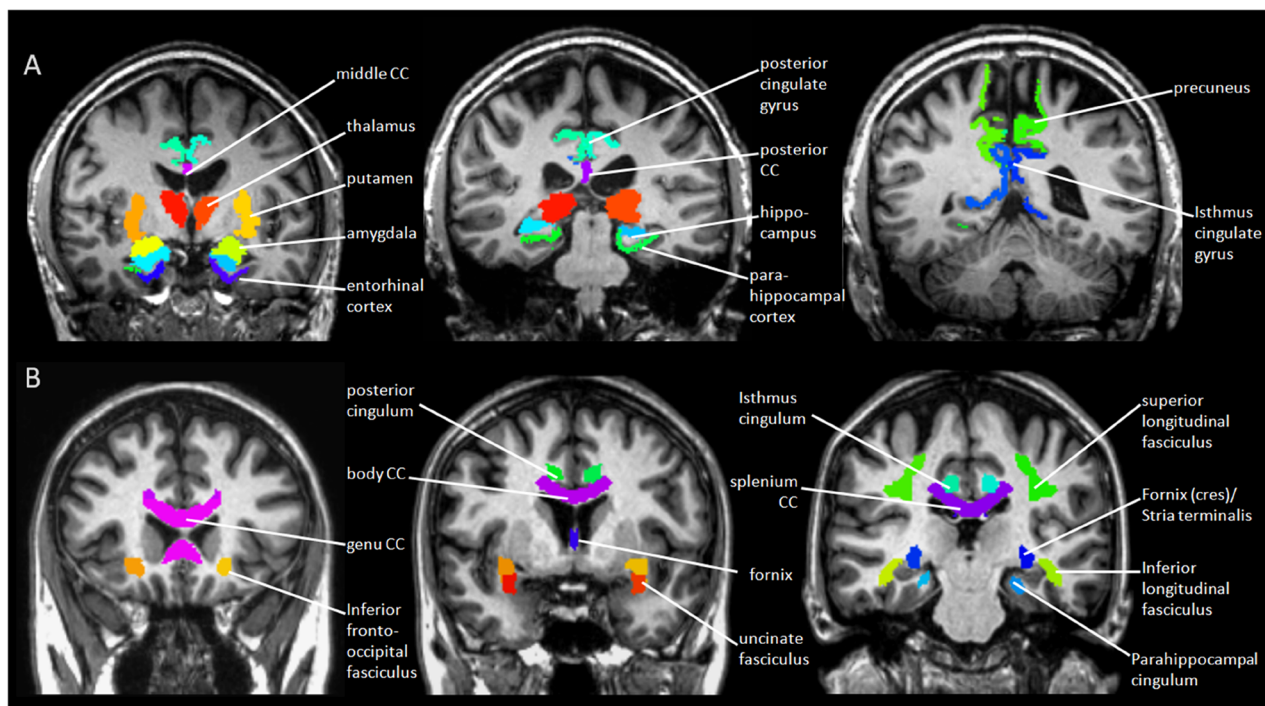 A
middle CC
thalamus
putamen
amygdala
entorhinal
cortex
posterior
cingulate
gyrus
posterior
CC
hippo-
campus
para-
hippocampal
cortex
precuneus
Isthmus
cingulate
gyrus
B
genu CC
Inferior
fronto-
occipital
fasciculus
posterior
cingulum
body CC
fornix
uncinate
fasciculus
Isthmus
cingulum
splenium
CC
superior
longitudinal
fasciculus
Fornix (cres)/
Stria terminalis
Inferior
longitudinal
fasciculus
Parahippocampal
cingulum